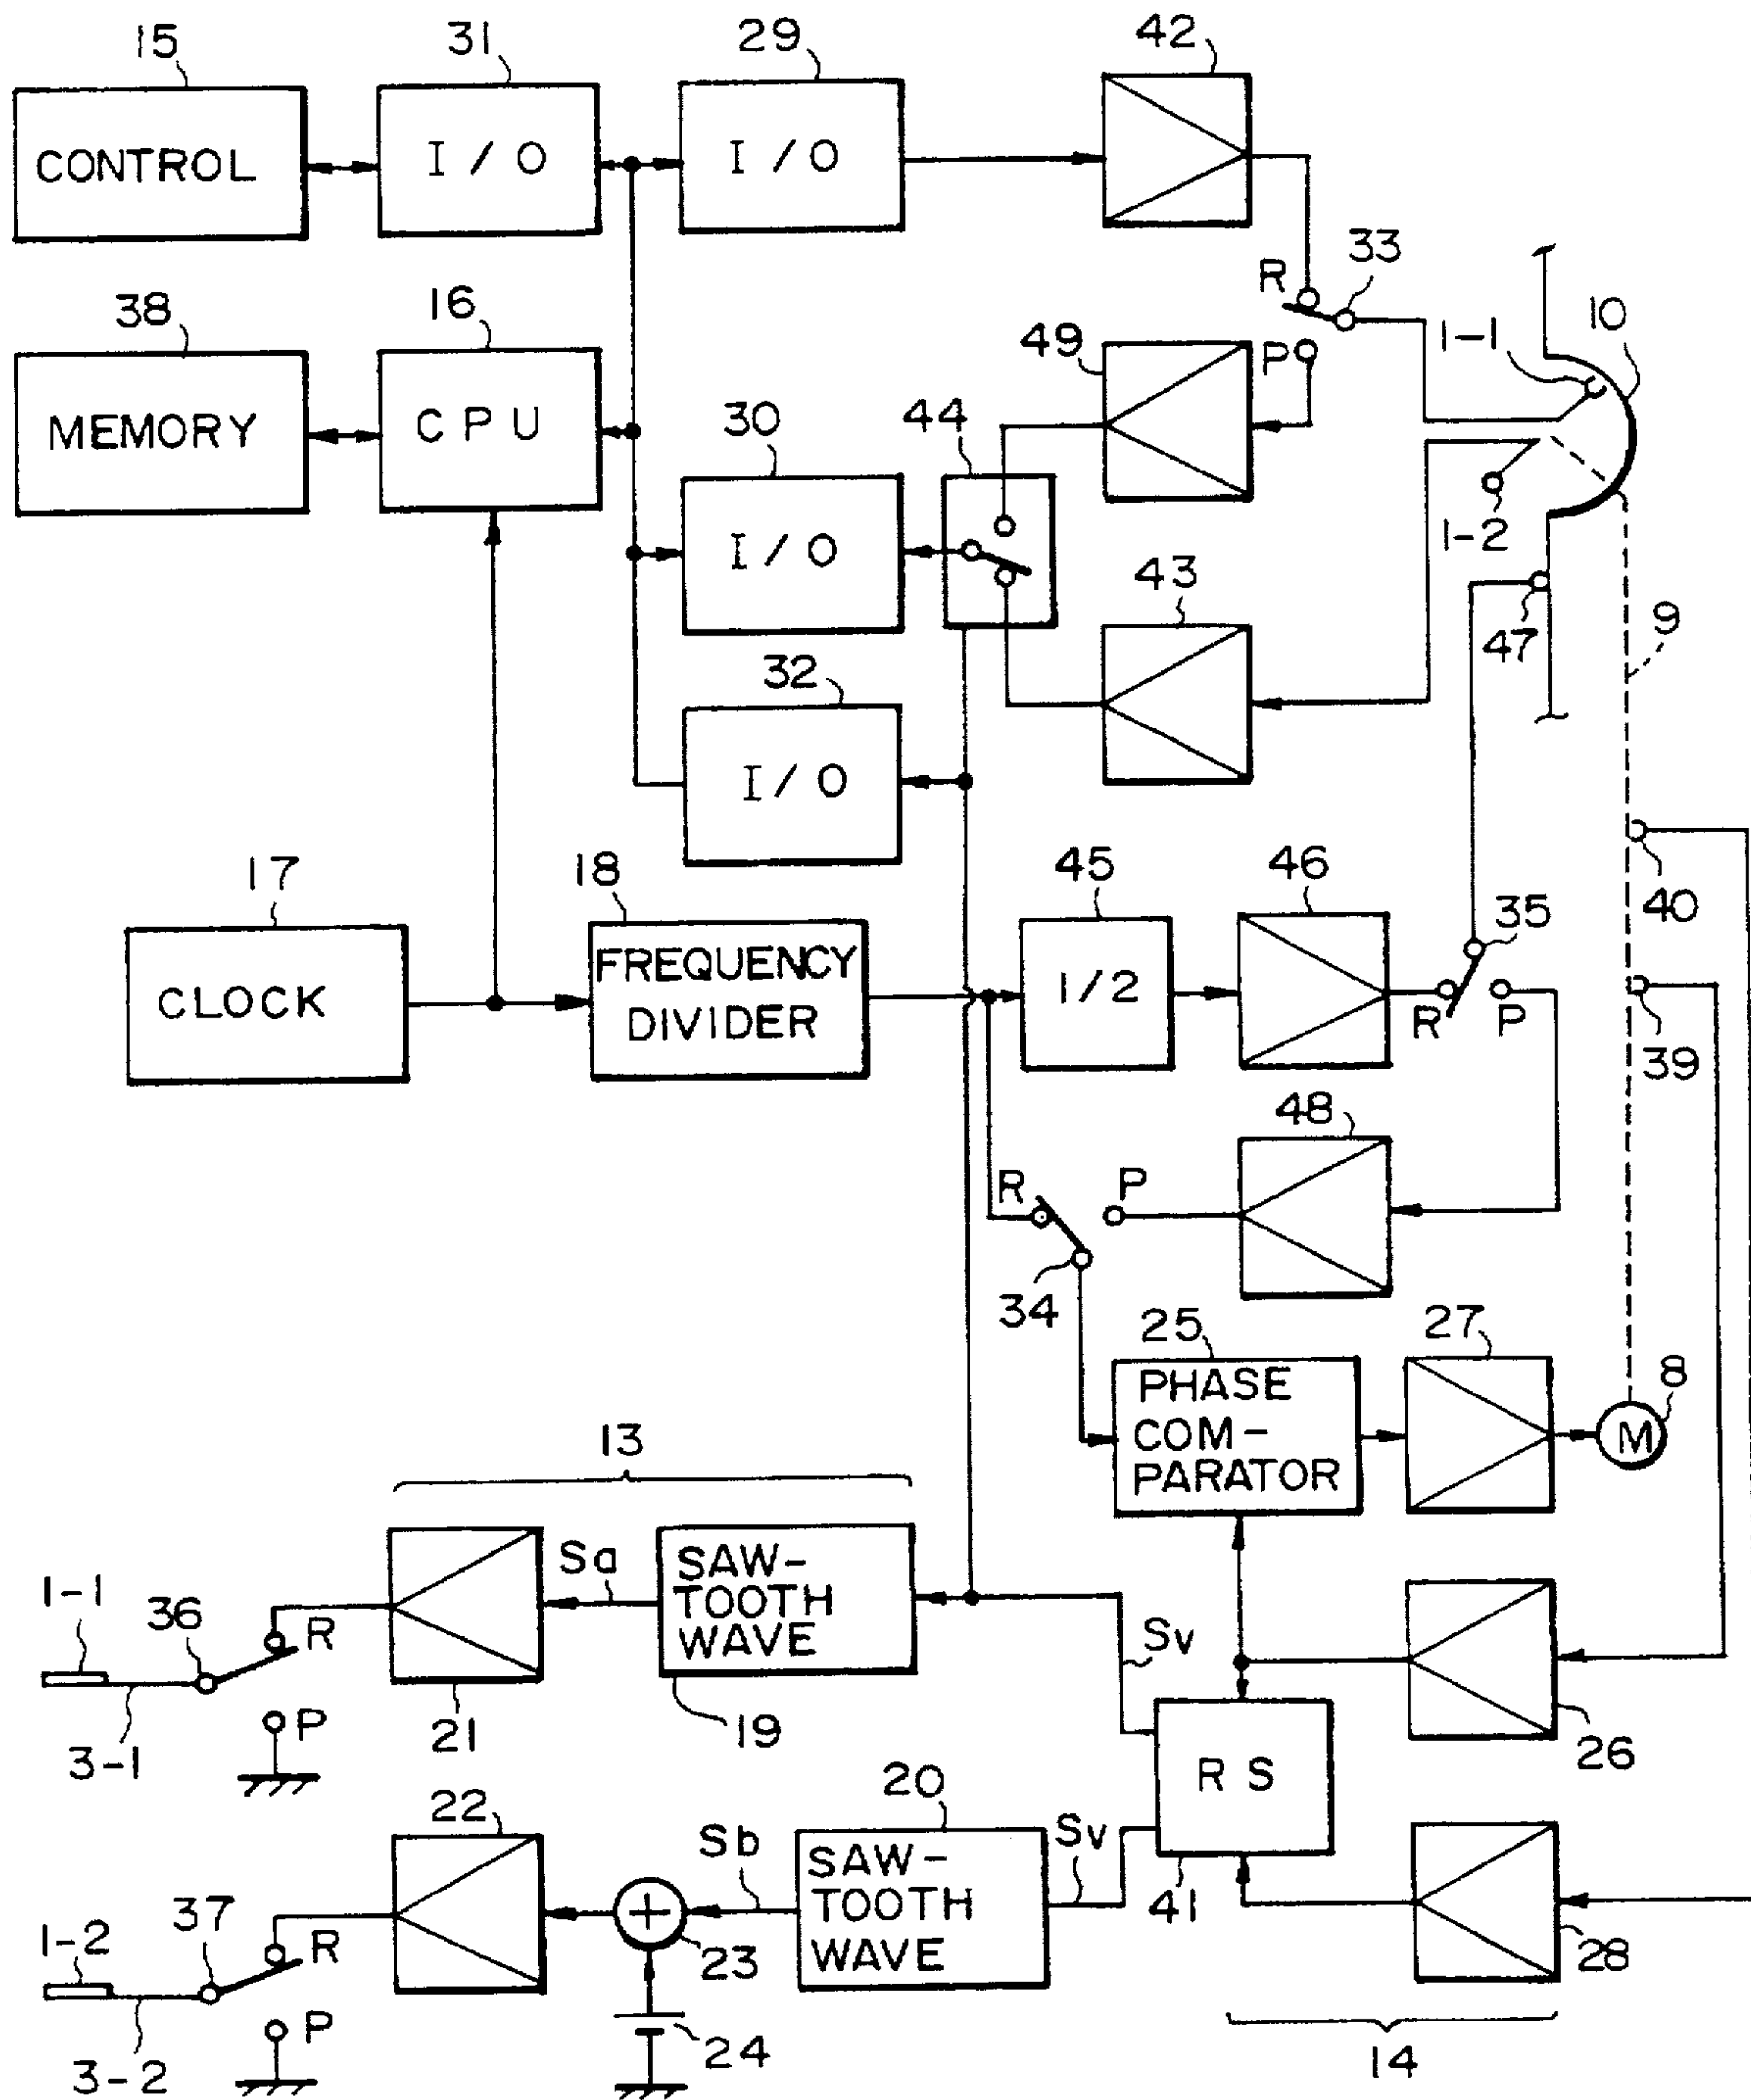 15
31
29
42
CONTROL
I/O
I/O
R
33
38
16
49
P
1-1
10
MEMORY
CPU
30
44
I/O
1-2
43
47
9
32
I/O
17
18
45
46
35
40
CLOCK
FREQUENCY
DIVIDER
1/2
R
P
39
48
R
P
34
25
27
8
PHASE
COM-
PARATOR
M
13
1-1
36
R
Sa
SAW-
TOOTH
WAVE
Sv
3-1
P
21
19
26
RS
22
20
1-2
37
R
Sb
SAW-
TOOTH
WAVE
Sv
41
28
+
23
3-2
P
24
14